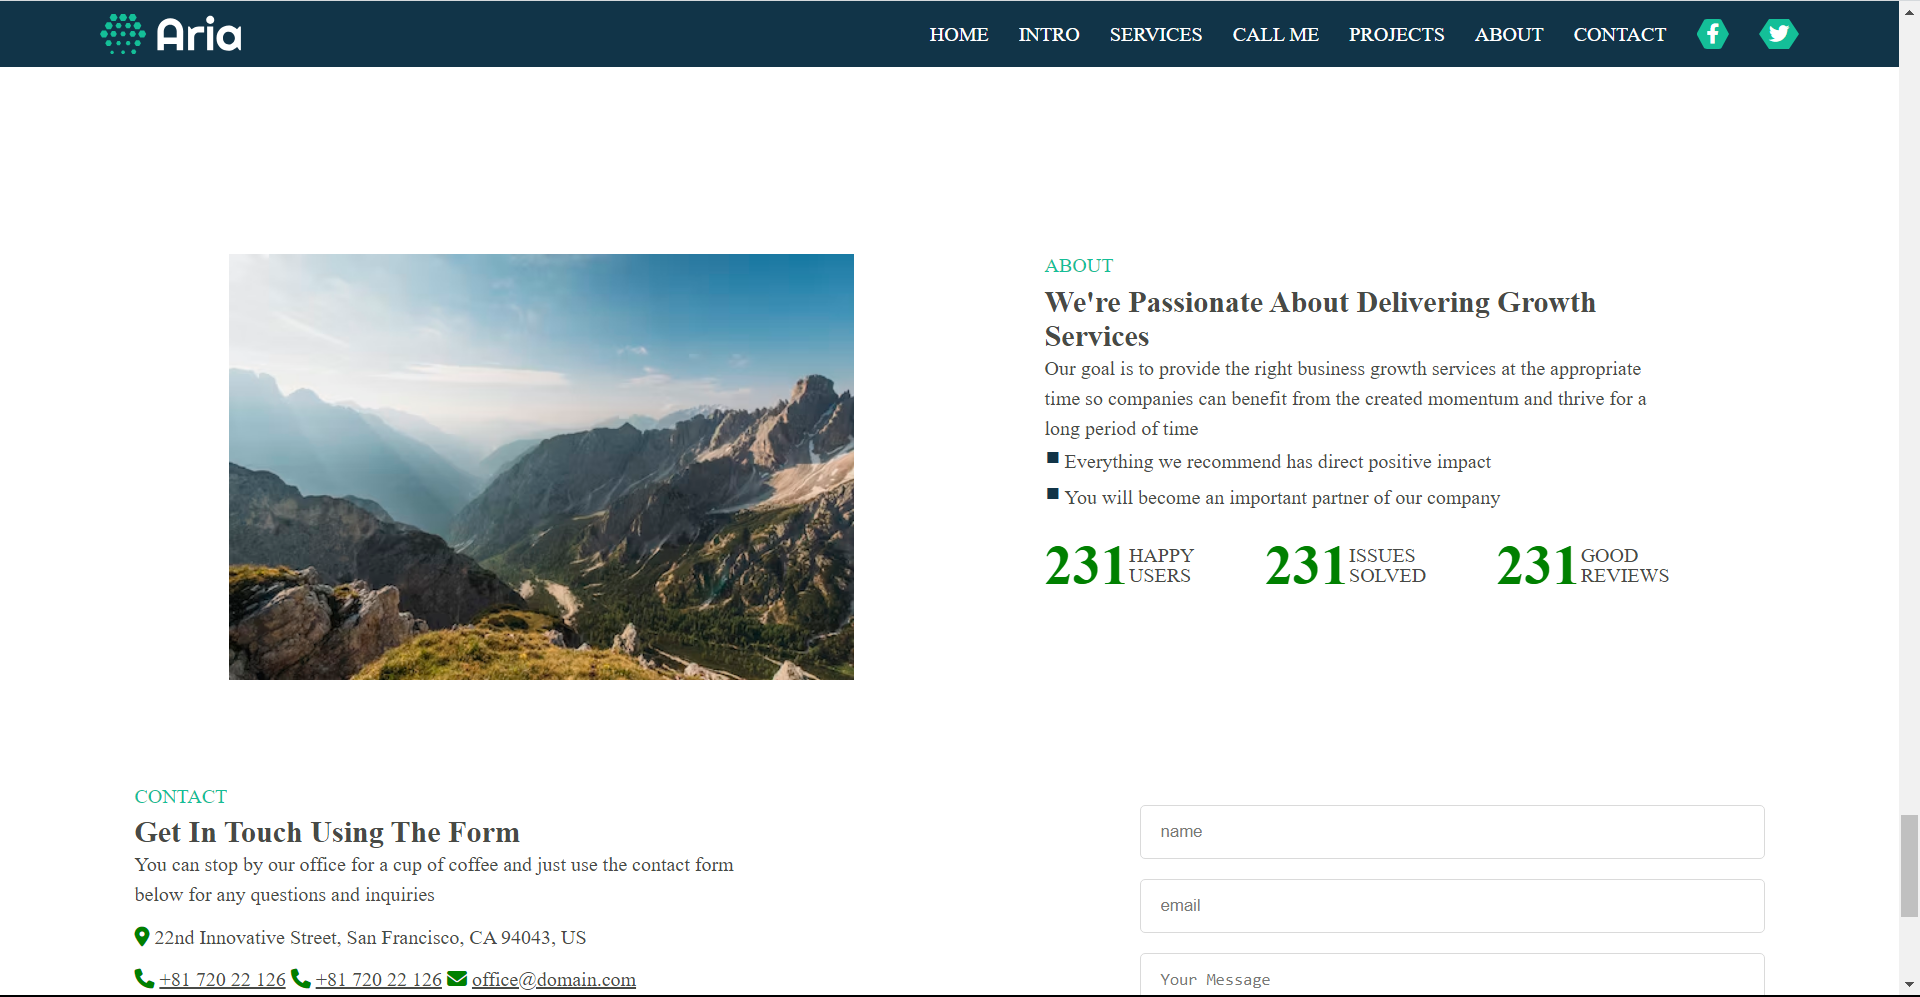 Aria
HOME INTRO SERVICES CALL ME PROJECTS ABOUT CONTACT
ABOUT
We're Passionate About Delivering Growth
Services
Our goal is to provide the right business growth services at the appropriate
time so companies can benefit from the created momentum and thrive for a
long period of time
Everything we recommend has direct positive impact
You will become an important partner of our company
231 HAPPY USERS
231 ISSUES SOLVED
231 GOOD REVIEWS
CONTACT
Get In Touch Using The Form
You can stop by our office for a cup of coffee and just use the contact form
below for any questions and inquiries
22nd Innovative Street, San Francisco, CA 94043, US
+81 720 22 126 +81 720 22 126 office@domain.com
name
email
Your Message